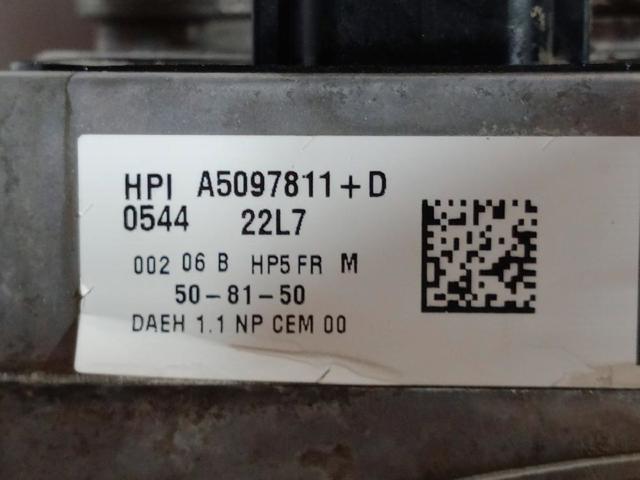 HPI A5097811+D
0544 22L7
002 06 B HP5 FR M
50-81-50
DAEH 1.1 NP CEM 00